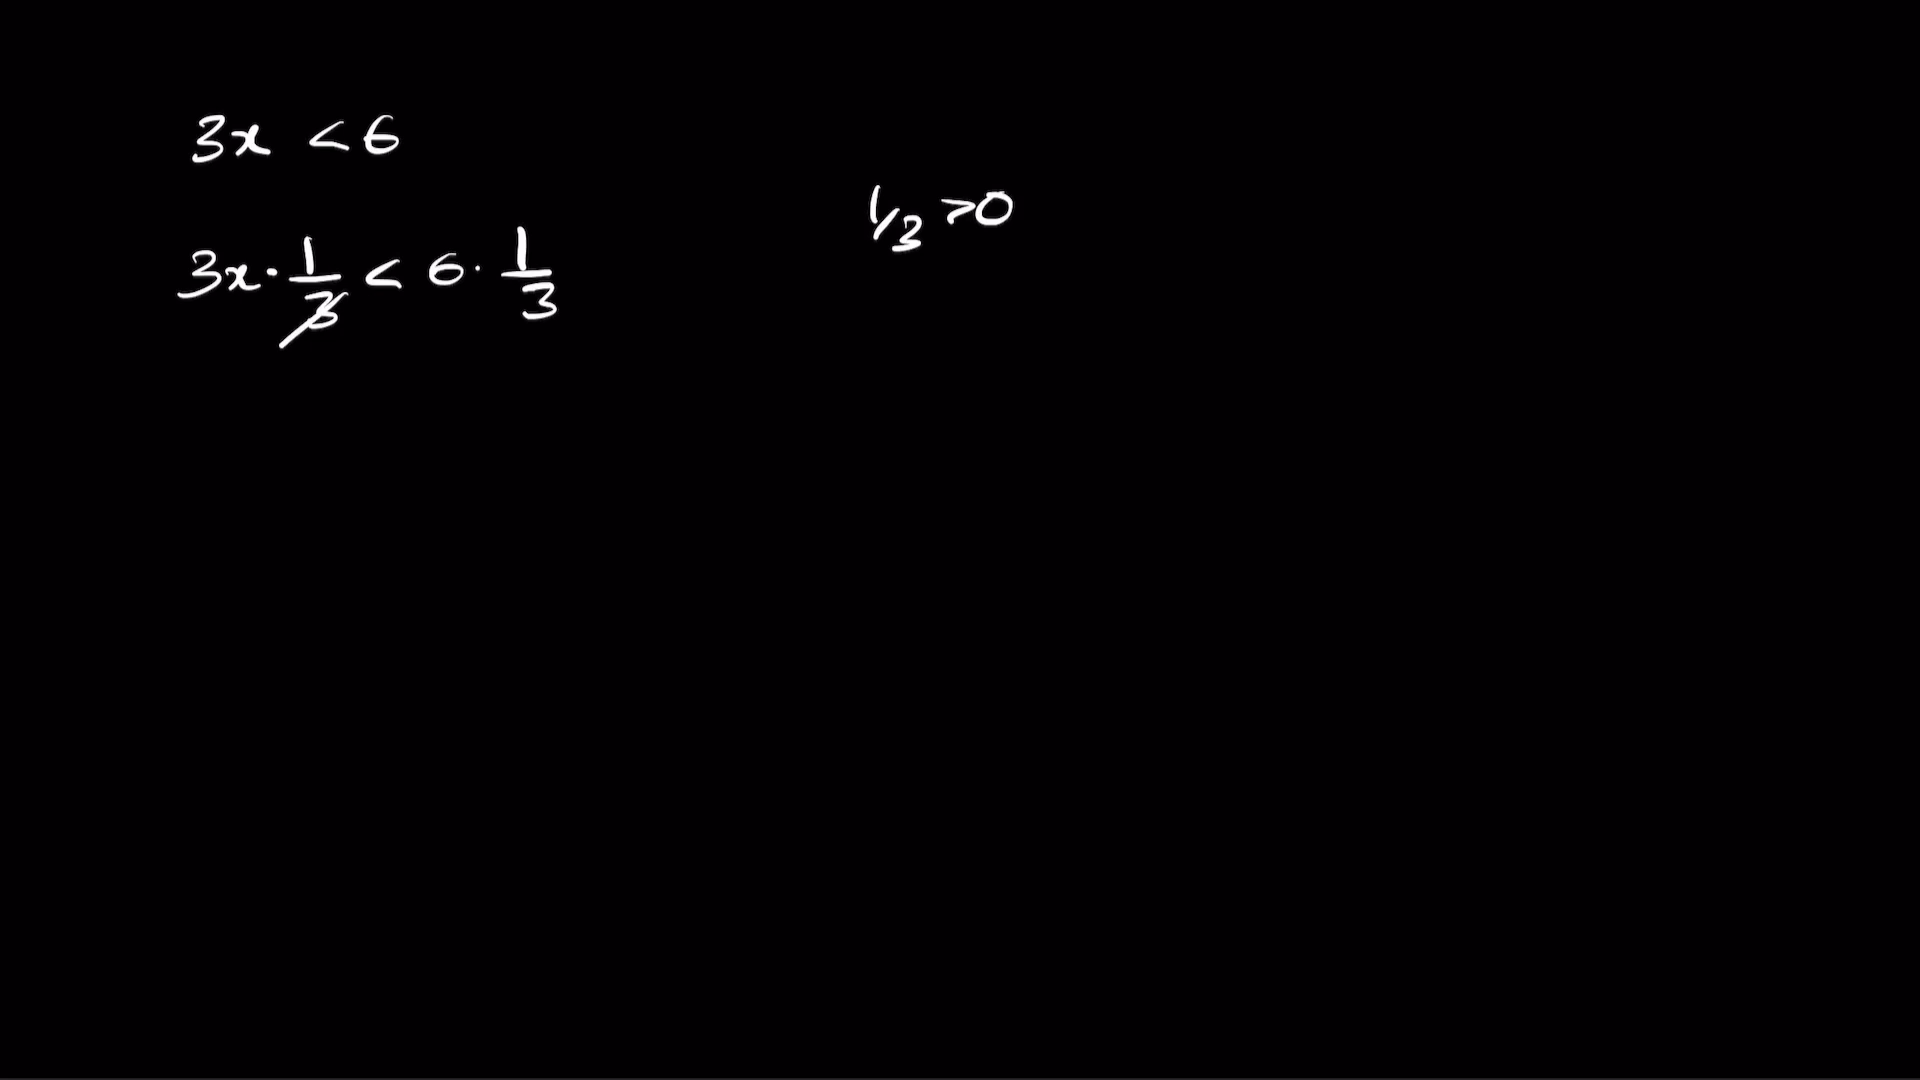 3x < 6
1/3 > 0
3x · 1/3 < 6 · 1/3